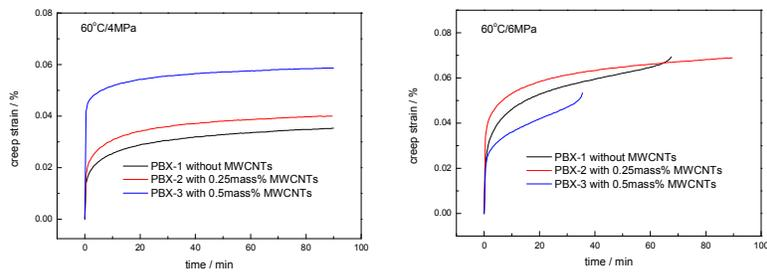 60°C/4MPa
creep strain / %
0.08
0.06
0.04
0.02
0.00
PBX-1 without MWCNTs
PBX-2 with 0.25mass% MWCNTs
PBX-3 with 0.5mass% MWCNTs
0
20
40
60
80
100
time / min
60°C/6MPa
creep strain / %
0.08
0.06
0.04
0.02
0.00
PBX-1 without MWCNTs
PBX-2 with 0.25mass% MWCNTs
PBX-3 with 0.5mass% MWCNTs
0
20
40
60
80
100
time / min